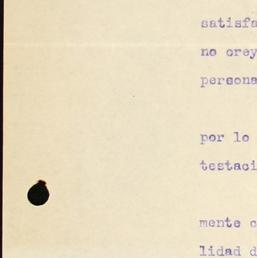 satisfa
no crey
persona
por lo
testaci
mente c
lidad d